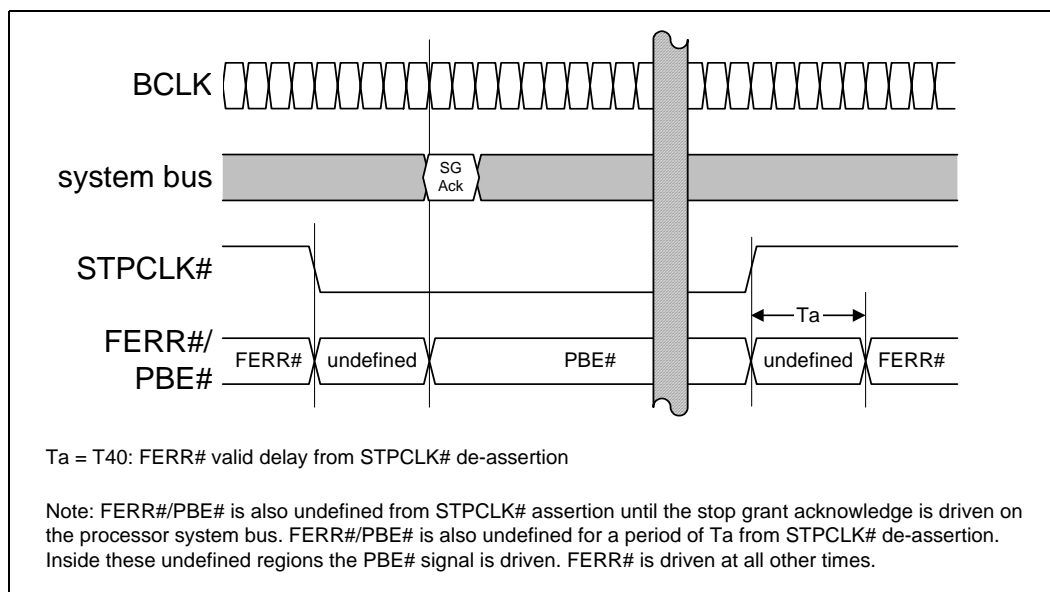 BCLK
system bus
SG
Ack
STPCLK#
Ta
FERR#/
PBE#
FERR#
undefined
PBE#
undefined
FERR#
Ta = T40: FERR# valid delay from STPCLK# de-assertion
Note: FERR#/PBE# is also undefined from STPCLK# assertion until the stop grant acknowledge is driven on
the processor system bus. FERR#/PBE# is also undefined for a period of Ta from STPCLK# de-assertion.
Inside these undefined regions the PBE# signal is driven. FERR# is driven at all other times.